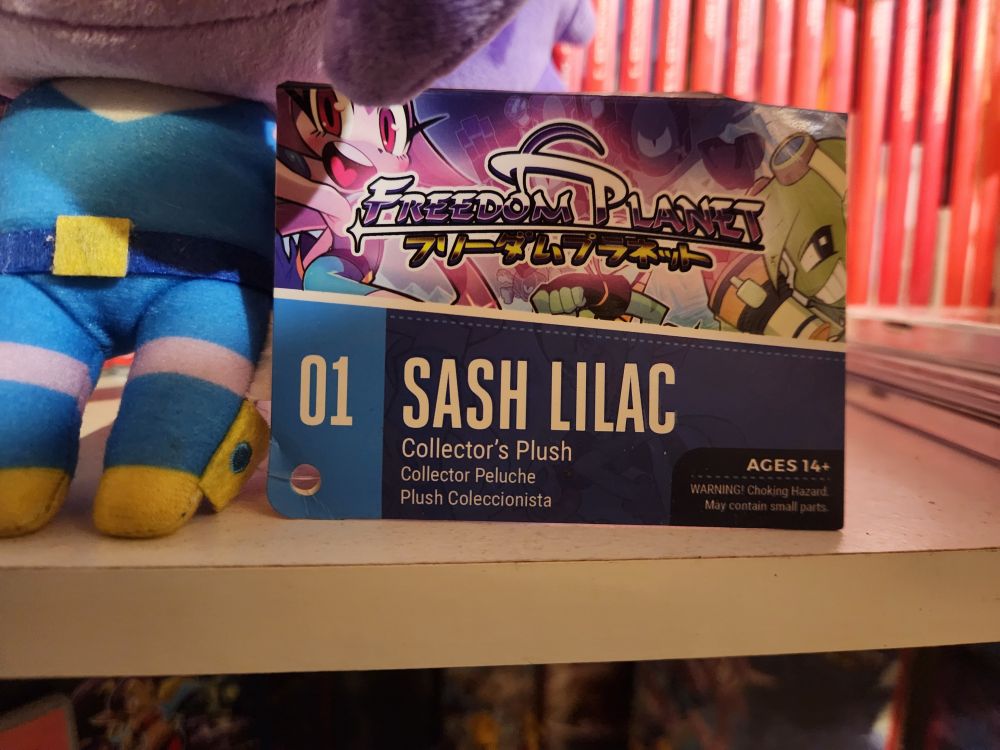 FREEDOM PLANET
フリーダムプラネット
01
SASH LILAC
Collector's Plush
Collector Peluche
Plush Coleccionista
AGES 14+
WARNING! Choking Hazard.
May contain small parts.